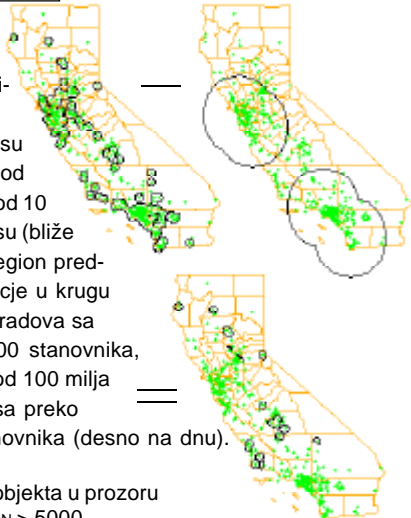 i-
su
od
od 10
su (bliže
egion pred-
cje u krugu
radova sa
00 stanovnika,
od 100 milja
sa preko
novnika (desno na dnu).
objekta u prozoru
N > 5000